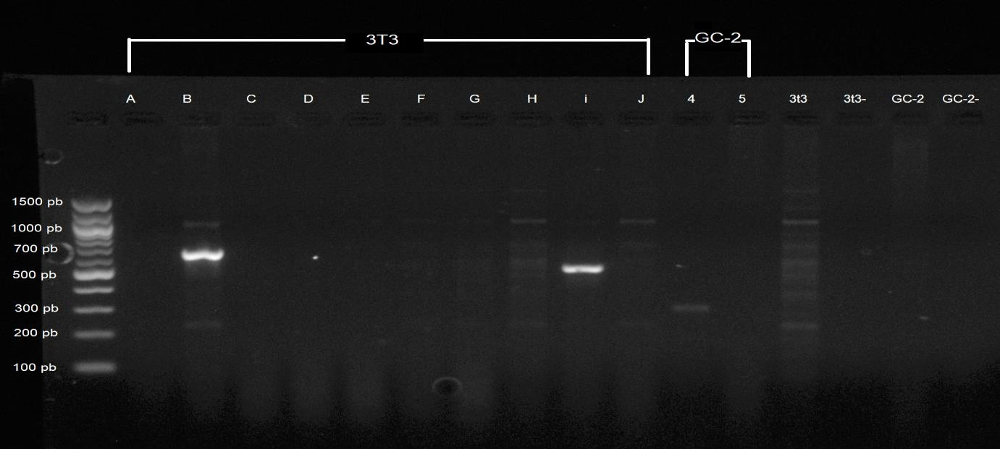 3T3 GC-2
A B C D E F G H i J 4 5 3t3 3t3- GC-2 GC-2-
1500 pb
1000 pb
700 pb
500 pb
300 pb
200 pb
100 pb